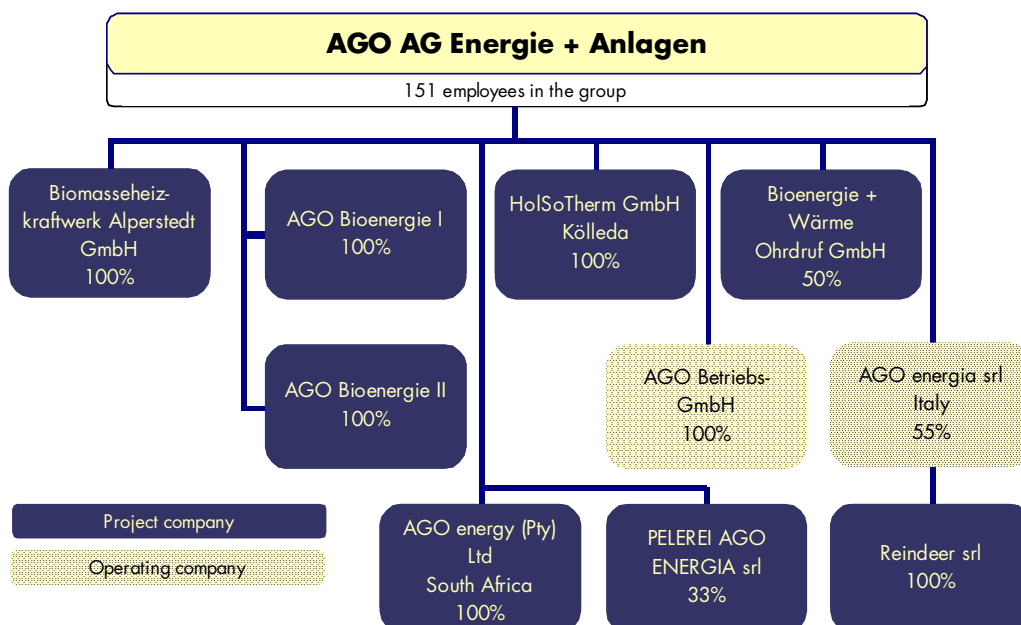 AGO AG Energie + Anlagen
151 employees in the group
Biomasseheiz-
kraftwerk Alperstedt
GmbH
100%
AGO Bioenergie I
100%
HolSoTherm GmbH
Kölleda
100%
Bioenergie +
Wärme
Ohrdruf GmbH
50%
AGO Bioenergie II
100%
AGO Betriebs-
GmbH
100%
AGO energia srl
Italy
55%
Project company
Operating company
AGO energy (Pty)
Ltd
South Africa
100%
PELEREI AGO
ENERGIA srl
33%
Reindeer srl
100%